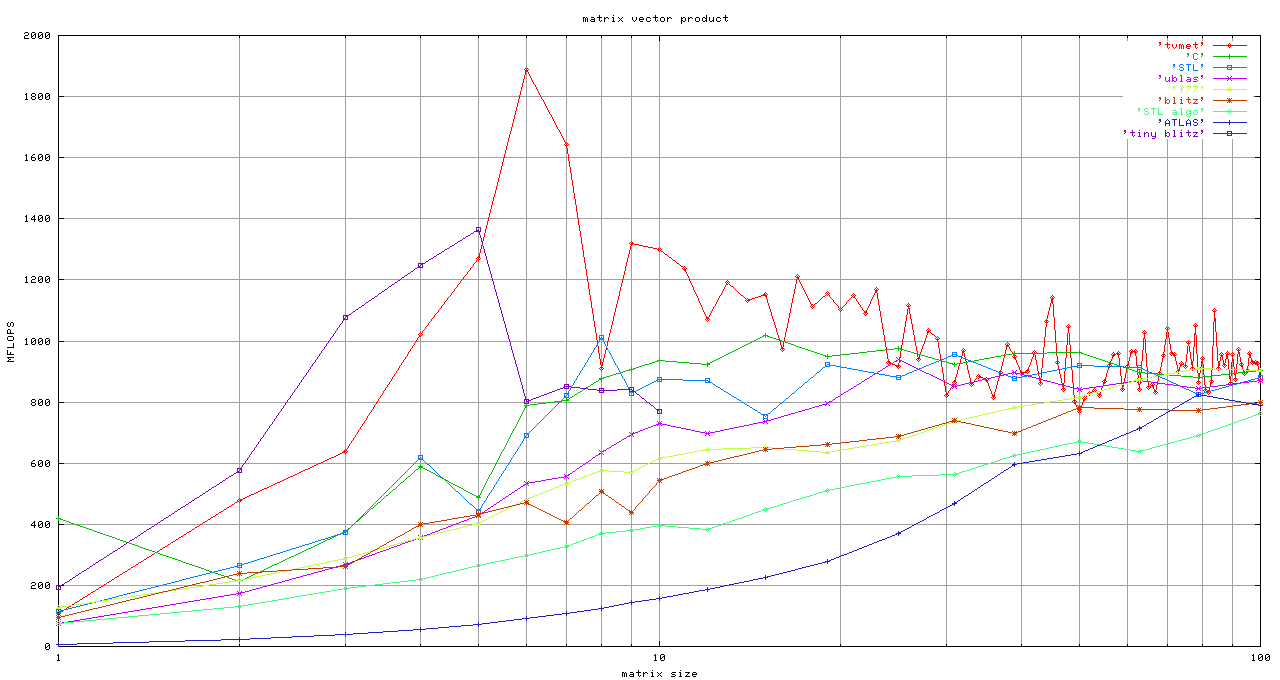 matrix vector product
2000
1800
1600
1400
1200
1000
800
600
400
200
0
MFLOPS
1
10
100
matrix size
'tvmet'
'C'
'STL'
'ublas'
'f77'
'blitz'
'STL algo'
'ATLAS'
'tiny blitz'